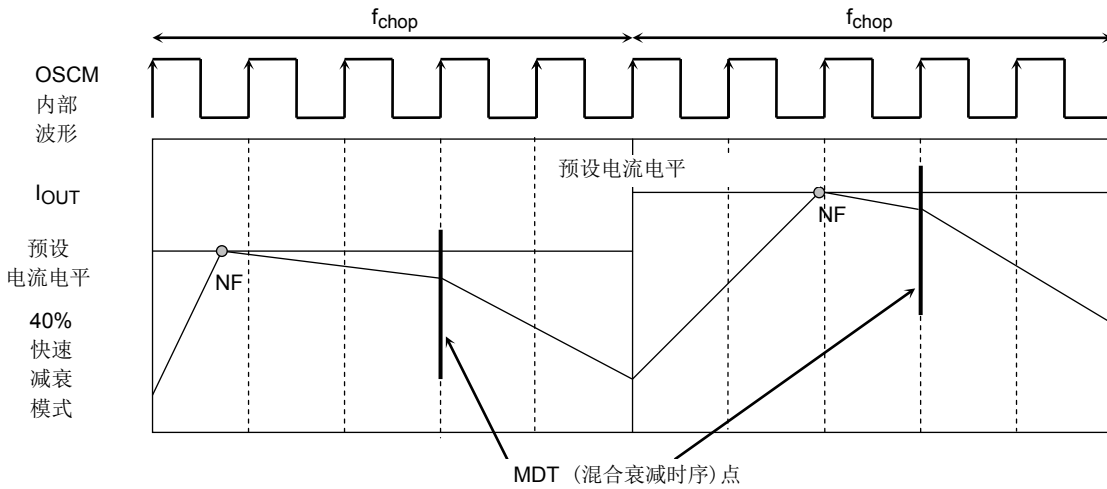 fchop
fchop
OSCM
内部
波形
预设电流电平
IOUT
NF
预设
电流电平
NF
40%
快速
减衰
模式
MDT（混合衰减时序）点